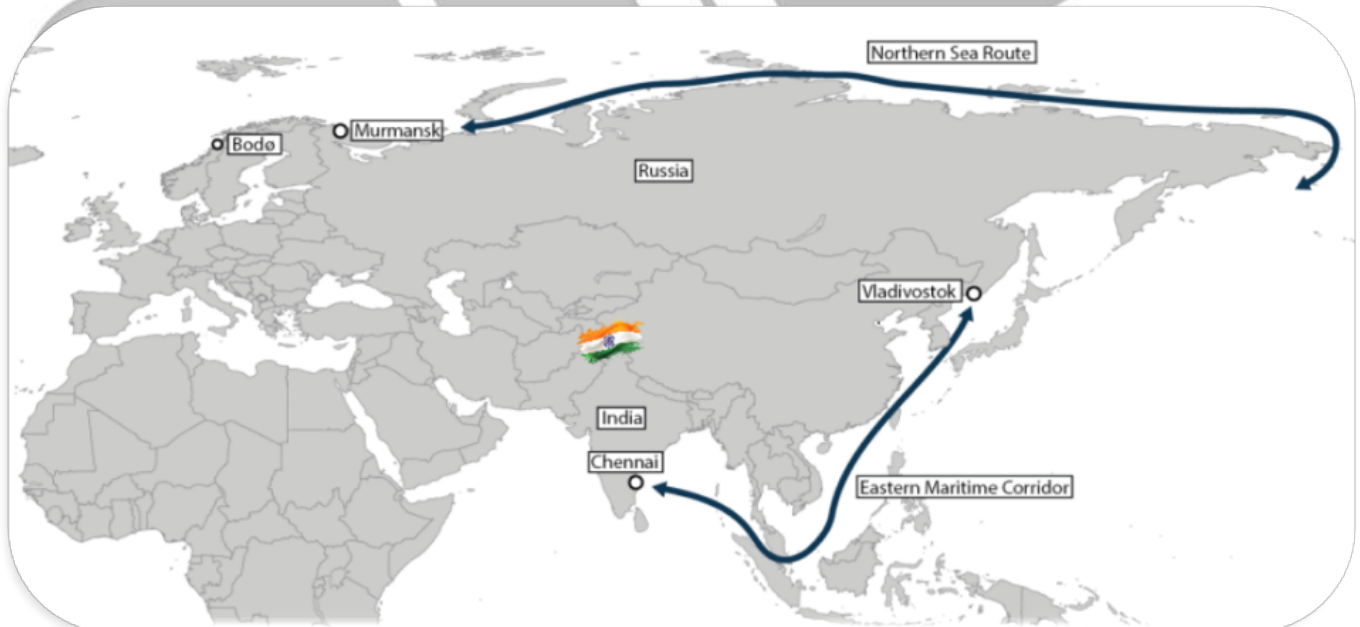 Northern Sea Route
Murmansk
Bodø
Russia
Vladivostok
India
Chennai
Eastern Maritime Corridor